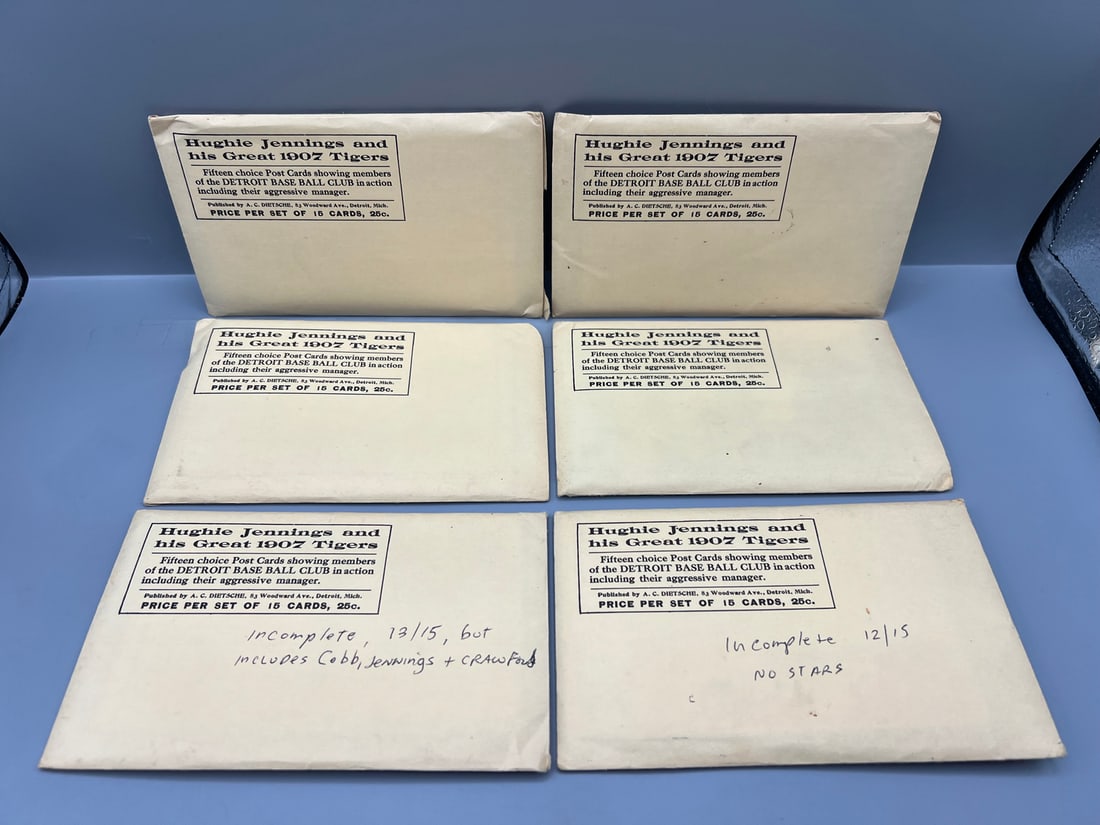 Hughie Jennings and
his Great 1907 Tigers
Fifteen choice Post Cards showing members
of the DETROIT BASE BALL CLUB in action
including their aggressive manager.
Published by A. C. DIETSCHE, 83 Woodward Ave., Detroit, Mich.
PRICE PER SET OF 15 CARDS, 25c.
Hughie Jennings and
his Great 1907 Tigers
Fifteen choice Post Cards showing members
of the DETROIT BASE BALL CLUB in action
including their aggressive manager.
Published by A. C. DIETSCHE, 83 Woodward Ave., Detroit, Mich.
PRICE PER SET OF 15 CARDS, 25c.
Hughie Jennings and
his Great 1907 Tigers
Fifteen choice Post Cards showing members
of the DETROIT BASE BALL CLUB in action
including their aggressive manager.
Published by A. C. DIETSCHE, 83 Woodward Ave., Detroit, Mich.
PRICE PER SET OF 15 CARDS, 25c.
Hughie Jennings and
his Great 1907 Tigers
Fifteen choice Post Cards showing members
of the DETROIT BASE BALL CLUB in action
including their aggressive manager.
Published by A. C. DIETSCHE, 83 Woodward Ave., Detroit, Mich.
PRICE PER SET OF 15 CARDS, 25c.
Hughie Jennings and
his Great 1907 Tigers
Fifteen choice Post Cards showing members
of the DETROIT BASE BALL CLUB in action
including their aggressive manager.
Published by A. C. DIETSCHE, 83 Woodward Ave., Detroit, Mich.
PRICE PER SET OF 15 CARDS, 25c.
Incomplete, 13/15, but
INCLUDES Cobb, JENNINGS + CRAWFORD
Hughie Jennings and
his Great 1907 Tigers
Fifteen choice Post Cards showing members
of the DETROIT BASE BALL CLUB in action
including their aggressive manager.
Published by A. C. DIETSCHE, 83 Woodward Ave., Detroit, Mich.
PRICE PER SET OF 15 CARDS, 25c.
Incomplete 12/15
NO STARS